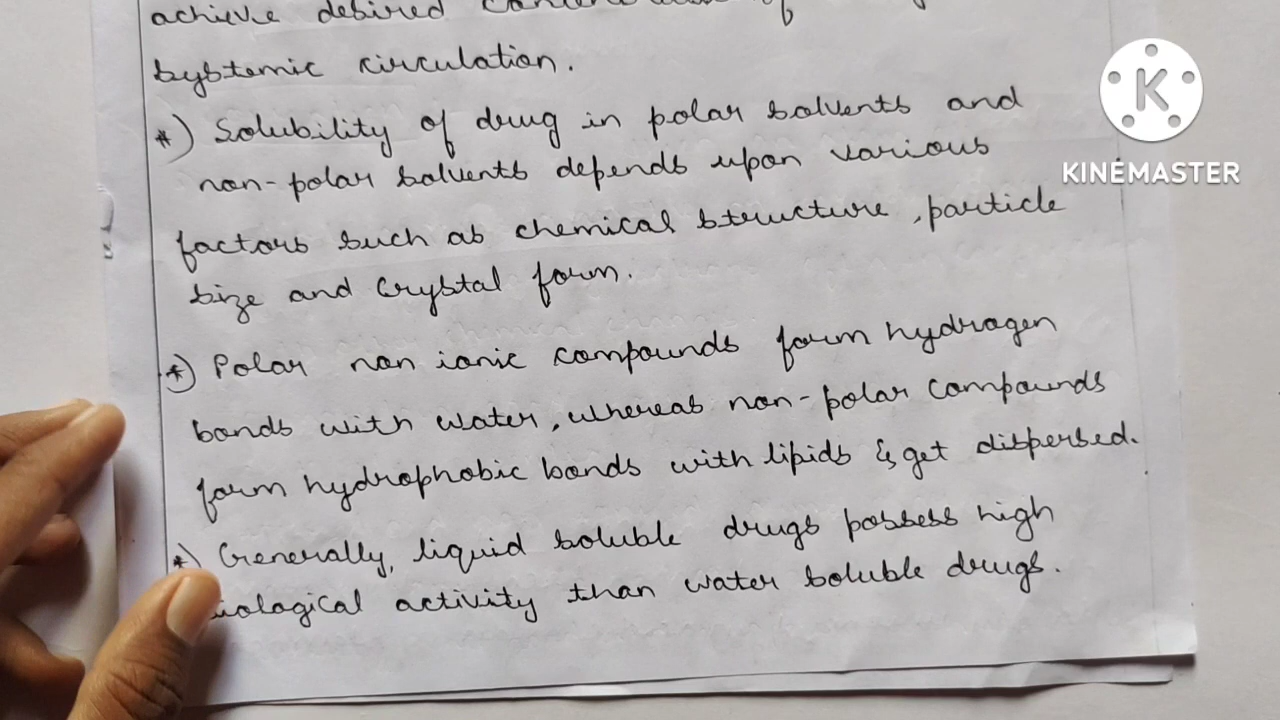 achieve desired
systemic circulation.
*) Solubility of drug in polar solvents and
non-polar solvents depends upon various
factors such as chemical structure, particle
size and Crystal form.
*) Polar non ionic compounds form hydrogen
bonds with water, whereas non-polar compounds
form hydrophobic bonds with lipids & get dispersed.
*) Generally, liquid soluble drugs possess high
biological activity than water soluble drugs.
K
KINEMASTER